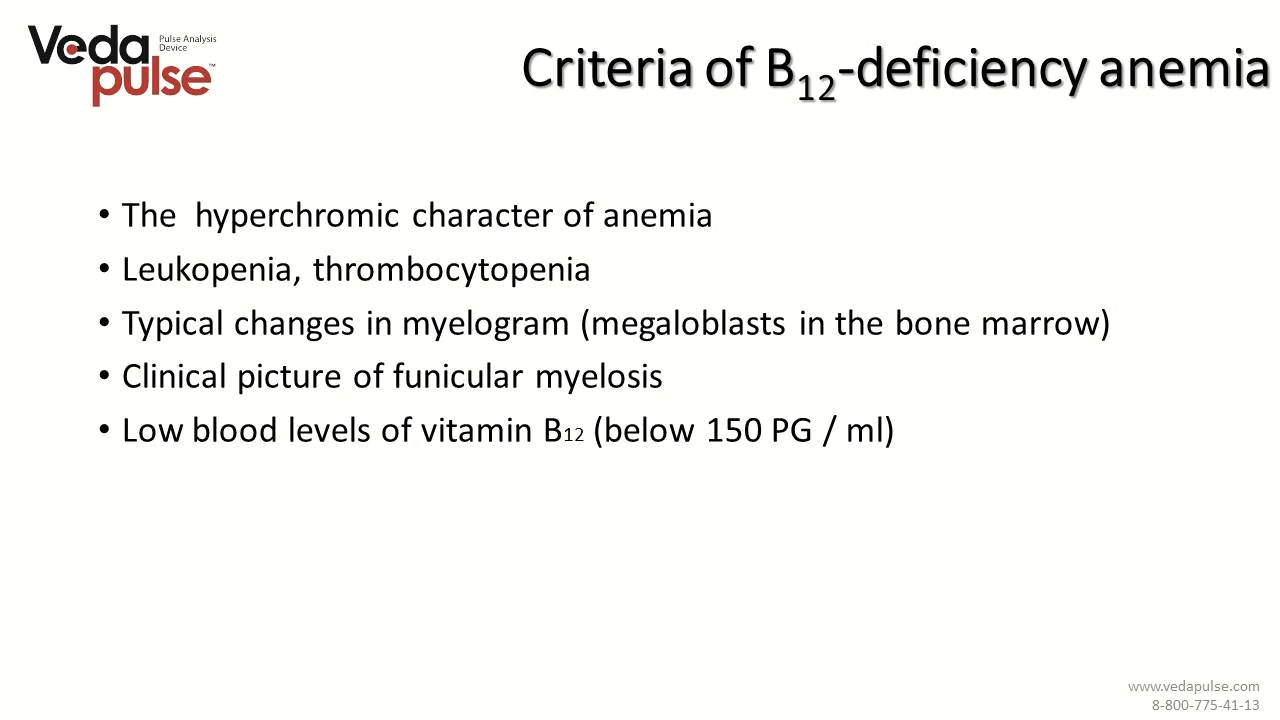 Veda
pulse™
Pulse Analysis
Device
Criteria of B₁₂-deficiency anemia
• The  hyperchromic character of anemia
• Leukopenia, thrombocytopenia
• Typical changes in myelogram (megaloblasts in the bone marrow)
• Clinical picture of funicular myelosis
• Low blood levels of vitamin B₁₂ (below 150 PG / ml)
www.vedapulse.com
8-800-775-41-13